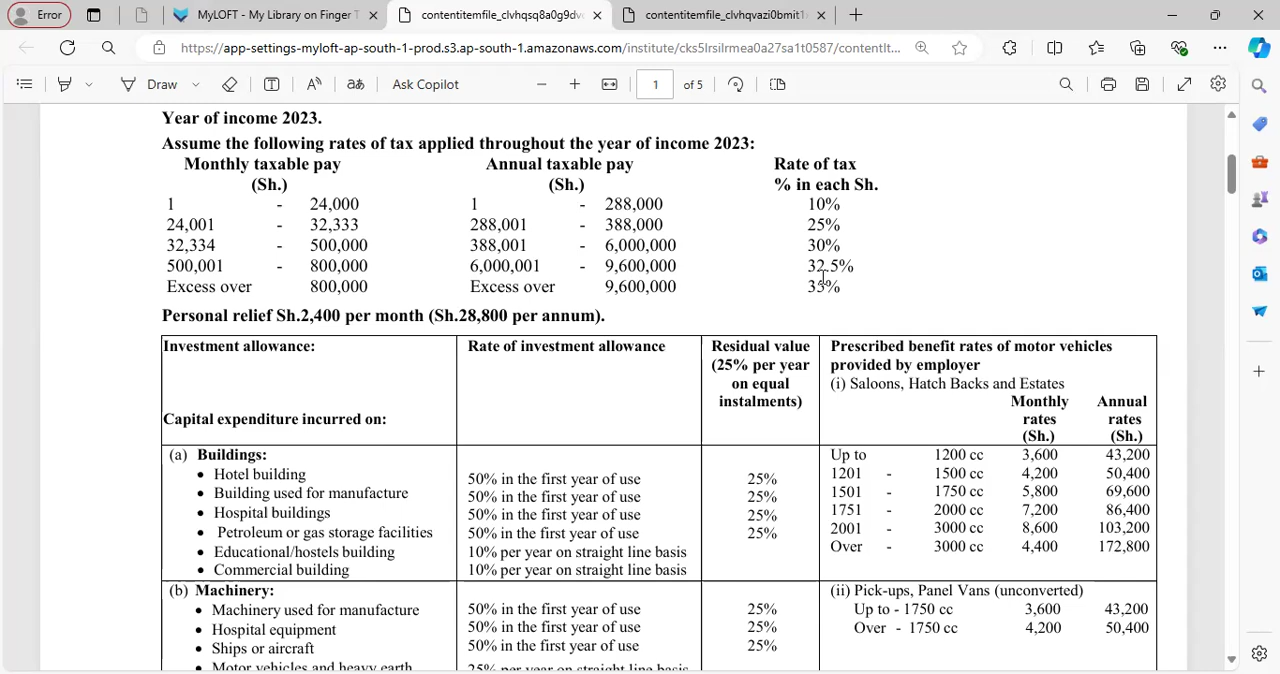 Error
MyLOFT - My Library on Finger T
contentitemfile_clvhqsq8a0g9dv
contentitemfile_clvhqvazi0bmit1
https://app-settings-myloft-ap-south-1-prod.s3.ap-south-1.amazonaws.com/institute/cks5lrsilrmea0a27sa1t0587/contentIt...
Draw
Ask Copilot
1 of 5
Year of income 2023.
Assume the following rates of tax applied throughout the year of income 2023:
Monthly taxable pay Annual taxable pay Rate of tax
(Sh.) (Sh.) % in each Sh.
1 - 24,000 1 - 288,000 10%
24,001 - 32,333 288,001 - 388,000 25%
32,334 - 500,000 388,001 - 6,000,000 30%
500,001 - 800,000 6,000,001 - 9,600,000 32.5%
Excess over 800,000 Excess over 9,600,000 35%
Personal relief Sh.2,400 per month (Sh.28,800 per annum).
Investment allowance: Rate of investment allowance Residual value Prescribed benefit rates of motor vehicles
(25% per year provided by employer
on equal (i) Saloons, Hatch Backs and Estates
instalments) Monthly Annual
Capital expenditure incurred on: rates rates
(Sh.) (Sh.)
(a) Buildings: Up to 1200 cc 3,600 43,200
• Hotel building 50% in the first year of use 25% 1201 - 1500 cc 4,200 50,400
• Building used for manufacture 50% in the first year of use 25% 1501 - 1750 cc 5,800 69,600
• Hospital buildings 50% in the first year of use 25% 1751 - 2000 cc 7,200 86,400
• Petroleum or gas storage facilities 50% in the first year of use 25% 2001 - 3000 cc 8,600 103,200
• Educational/hostels building 10% per year on straight line basis Over - 3000 cc 4,400 172,800
• Commercial building 10% per year on straight line basis
(b) Machinery: (ii) Pick-ups, Panel Vans (unconverted)
• Machinery used for manufacture 50% in the first year of use 25% Up to - 1750 cc 3,600 43,200
• Hospital equipment 50% in the first year of use 25% Over - 1750 cc 4,200 50,400
• Ships or aircraft 50% in the first year of use 25%
• Motor vehicles and heavy earth 25% per year on straight line basis